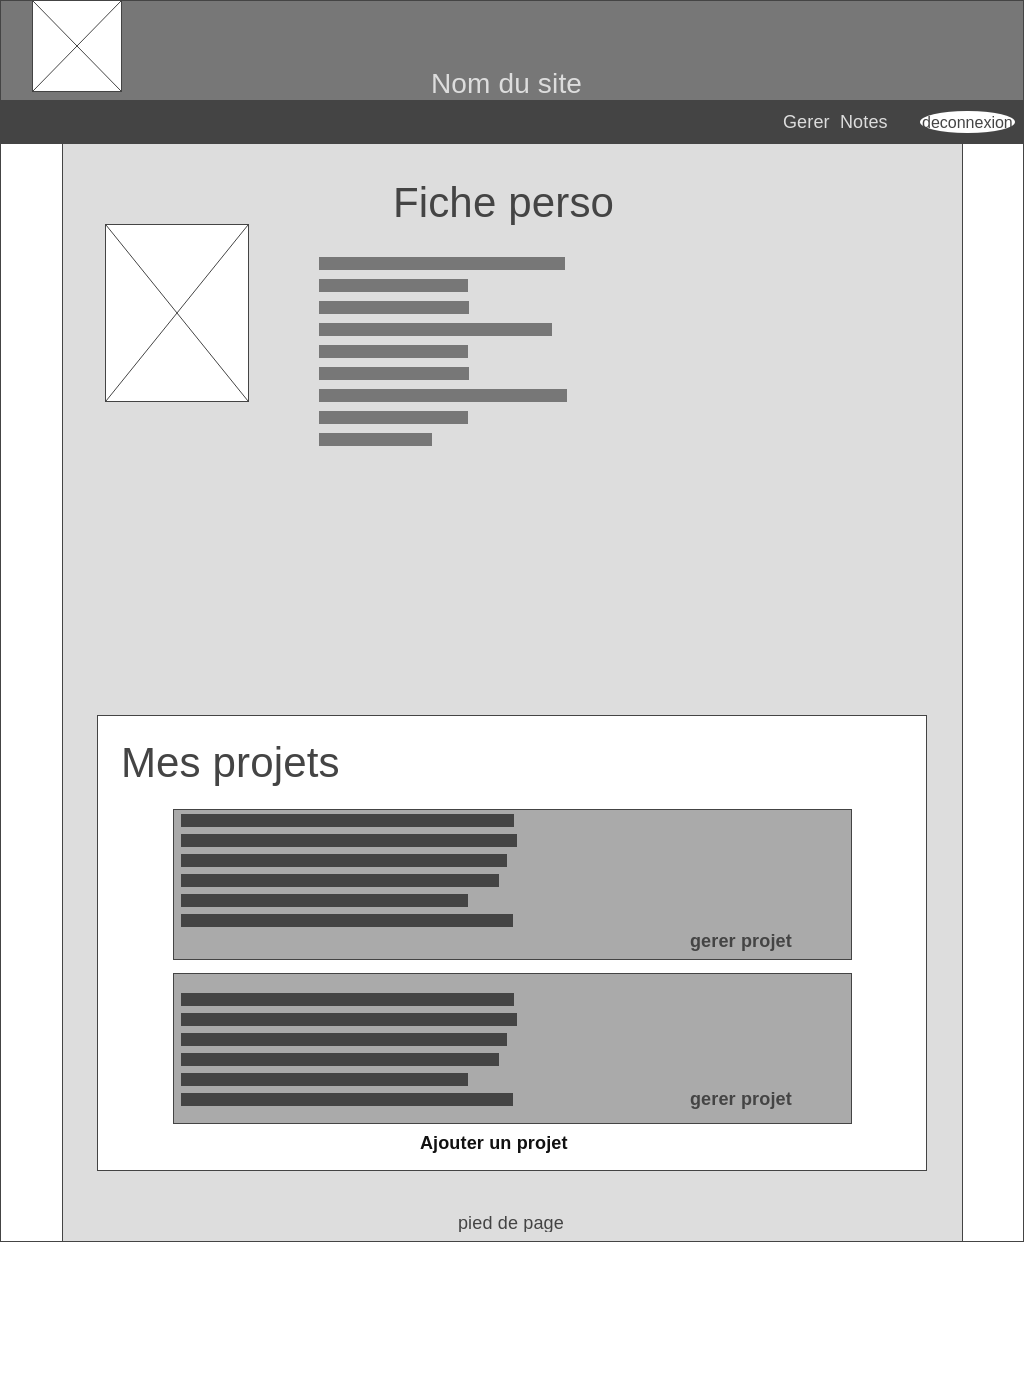 Nom du site
Gerer Notes deconnexion
Fiche perso
Mes projets
gerer projet
gerer projet
Ajouter un projet
pied de page